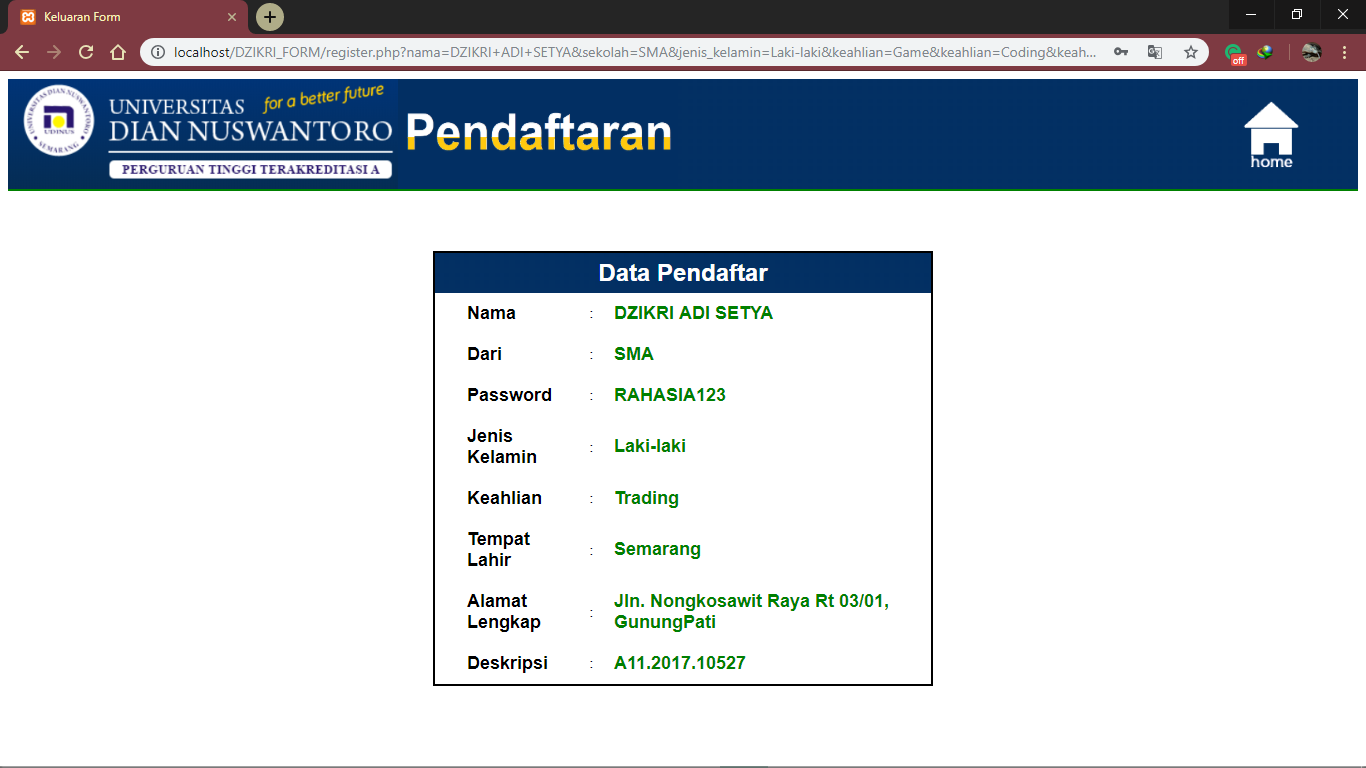 Keluaran Form
localhost/DZIKRI_FORM/register.php?nama=DZIKRI+ADI+SETYA&sekolah=SMA&jenis_kelamin=Laki-laki&keahlian=Game&keahlian=Coding&keah...
off
UNIVERSITAS DIAN NUSWANTORO
UDINUS
SEMARANG
UNIVERSITAS for a better future
DIAN NUSWANTORO
PERGURUAN TINGGI TERAKREDITASI A
Pendaftaran
home
Data Pendaftar
Nama : DZIKRI ADI SETYA
Dari : SMA
Password : RAHASIA123
Jenis
Kelamin : Laki-laki
Keahlian : Trading
Tempat
Lahir : Semarang
Alamat
Lengkap : Jln. Nongkosawit Raya Rt 03/01,
GunungPati
Deskripsi : A11.2017.10527